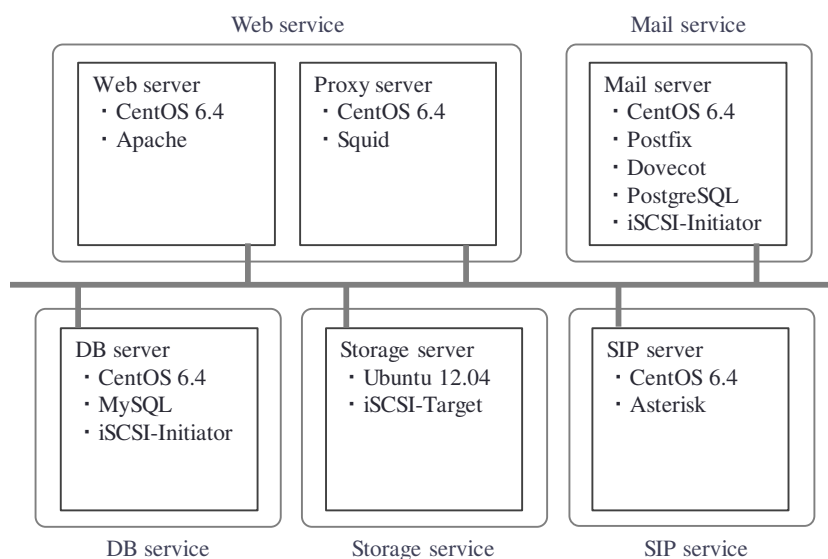 Web service
Mail service
Web server
・CentOS 6.4
・Apache
Proxy server
・CentOS 6.4
・Squid
Mail server
・CentOS 6.4
・Postfix
・Dovecot
・PostgreSQL
・iSCSI-Initiator
DB server
・CentOS 6.4
・MySQL
・iSCSI-Initiator
Storage server
・Ubuntu 12.04
・iSCSI-Target
SIP server
・CentOS 6.4
・Asterisk
DB service
Storage service
SIP service